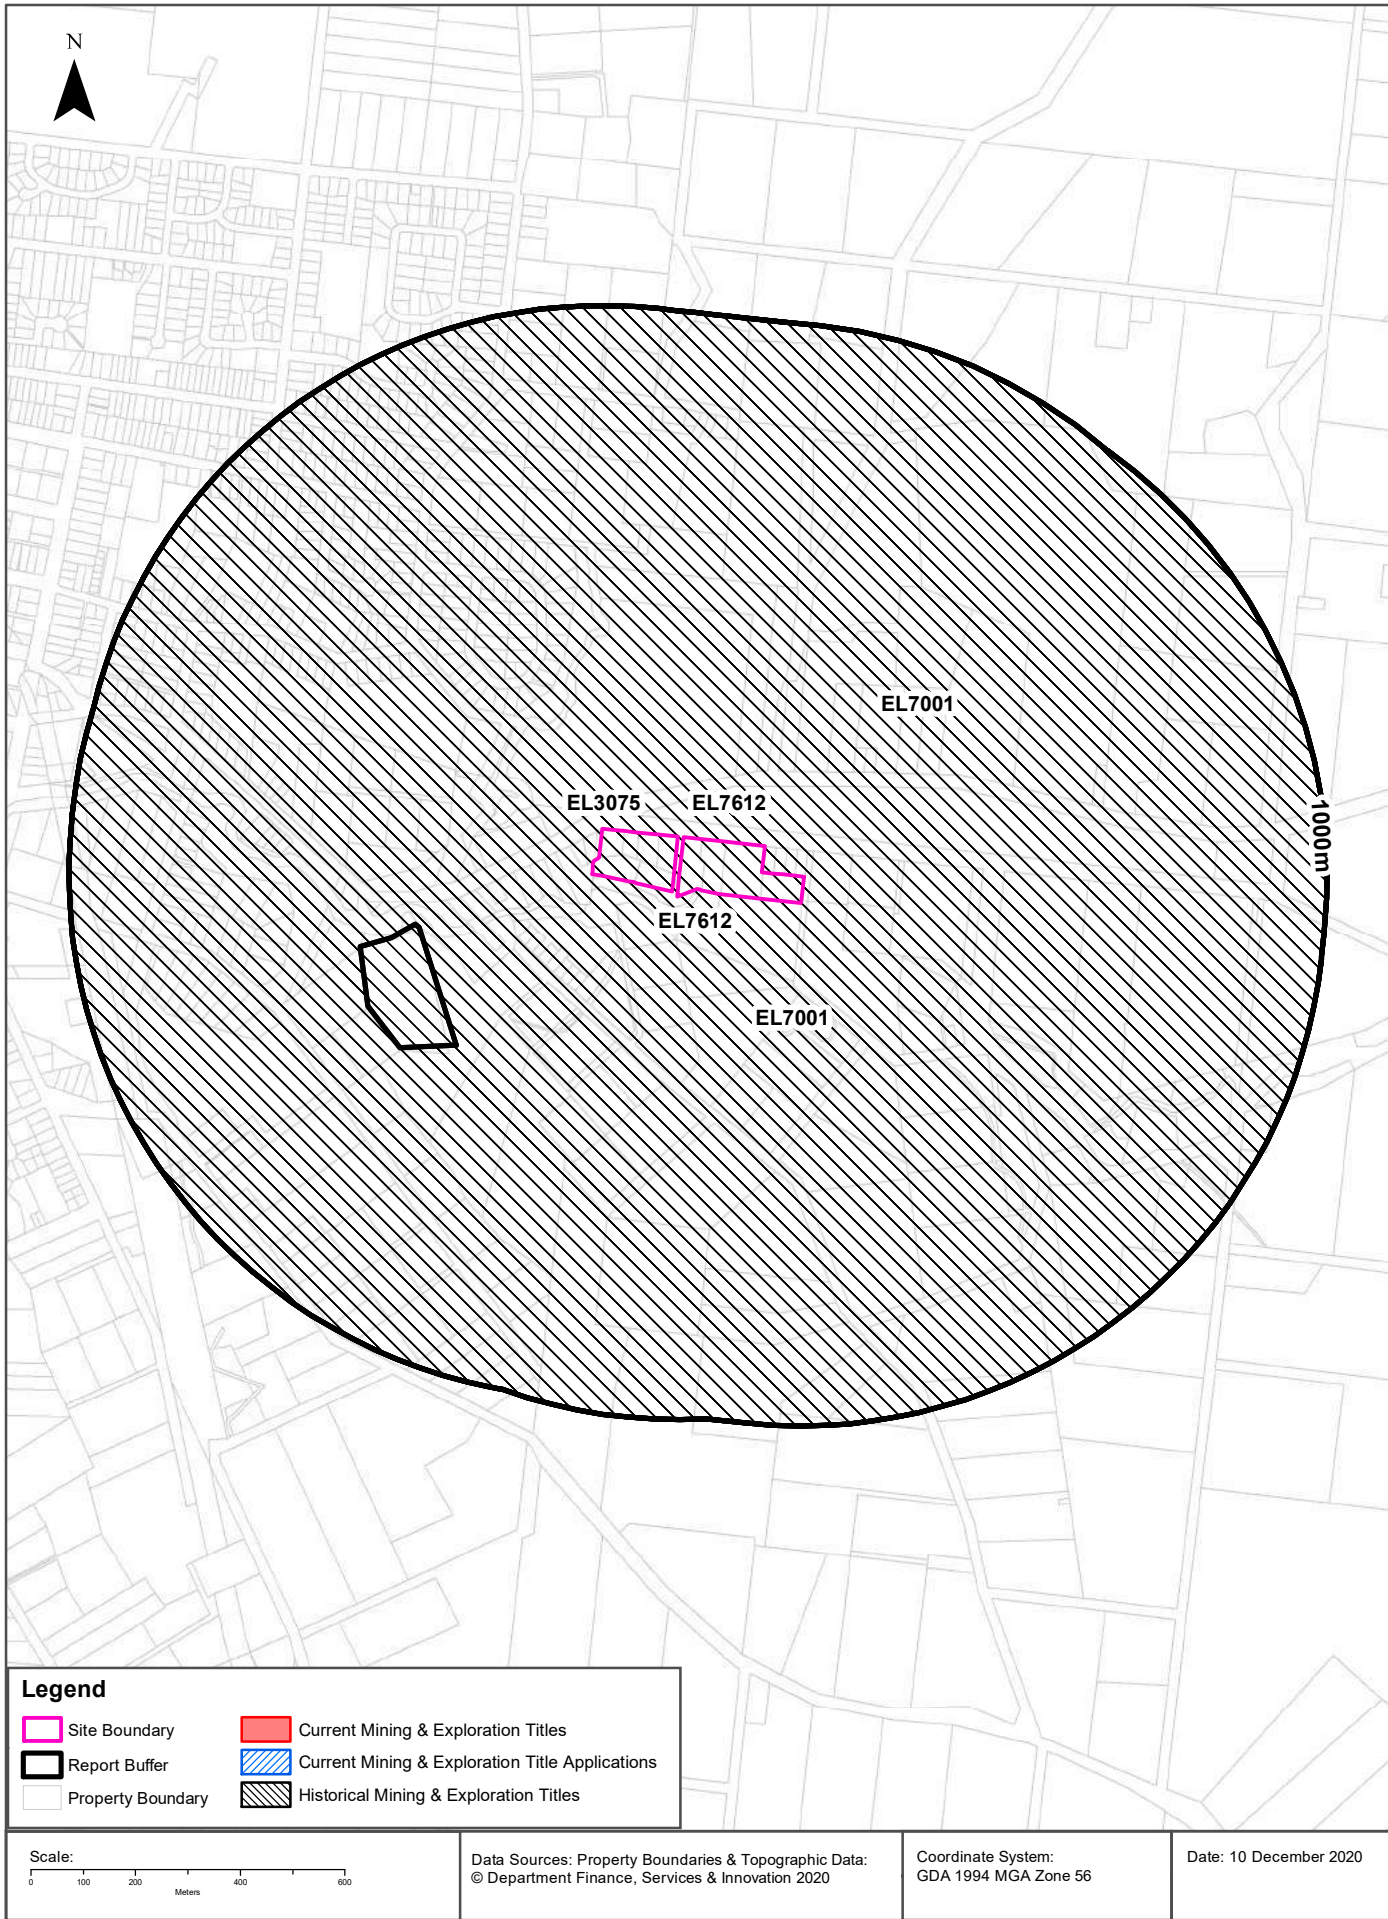 N
EL7001
EL3075
EL7612
1000m
EL7612
EL7001
Legend
Site Boundary
Report Buffer
Property Boundary
Current Mining & Exploration Titles
Current Mining & Exploration Title Applications
Historical Mining & Exploration Titles
Scale:
0 100 200 400 600
Meters
Data Sources: Property Boundaries & Topographic Data:
© Department Finance, Services & Innovation 2020
Coordinate System:
GDA 1994 MGA Zone 56
Date: 10 December 2020